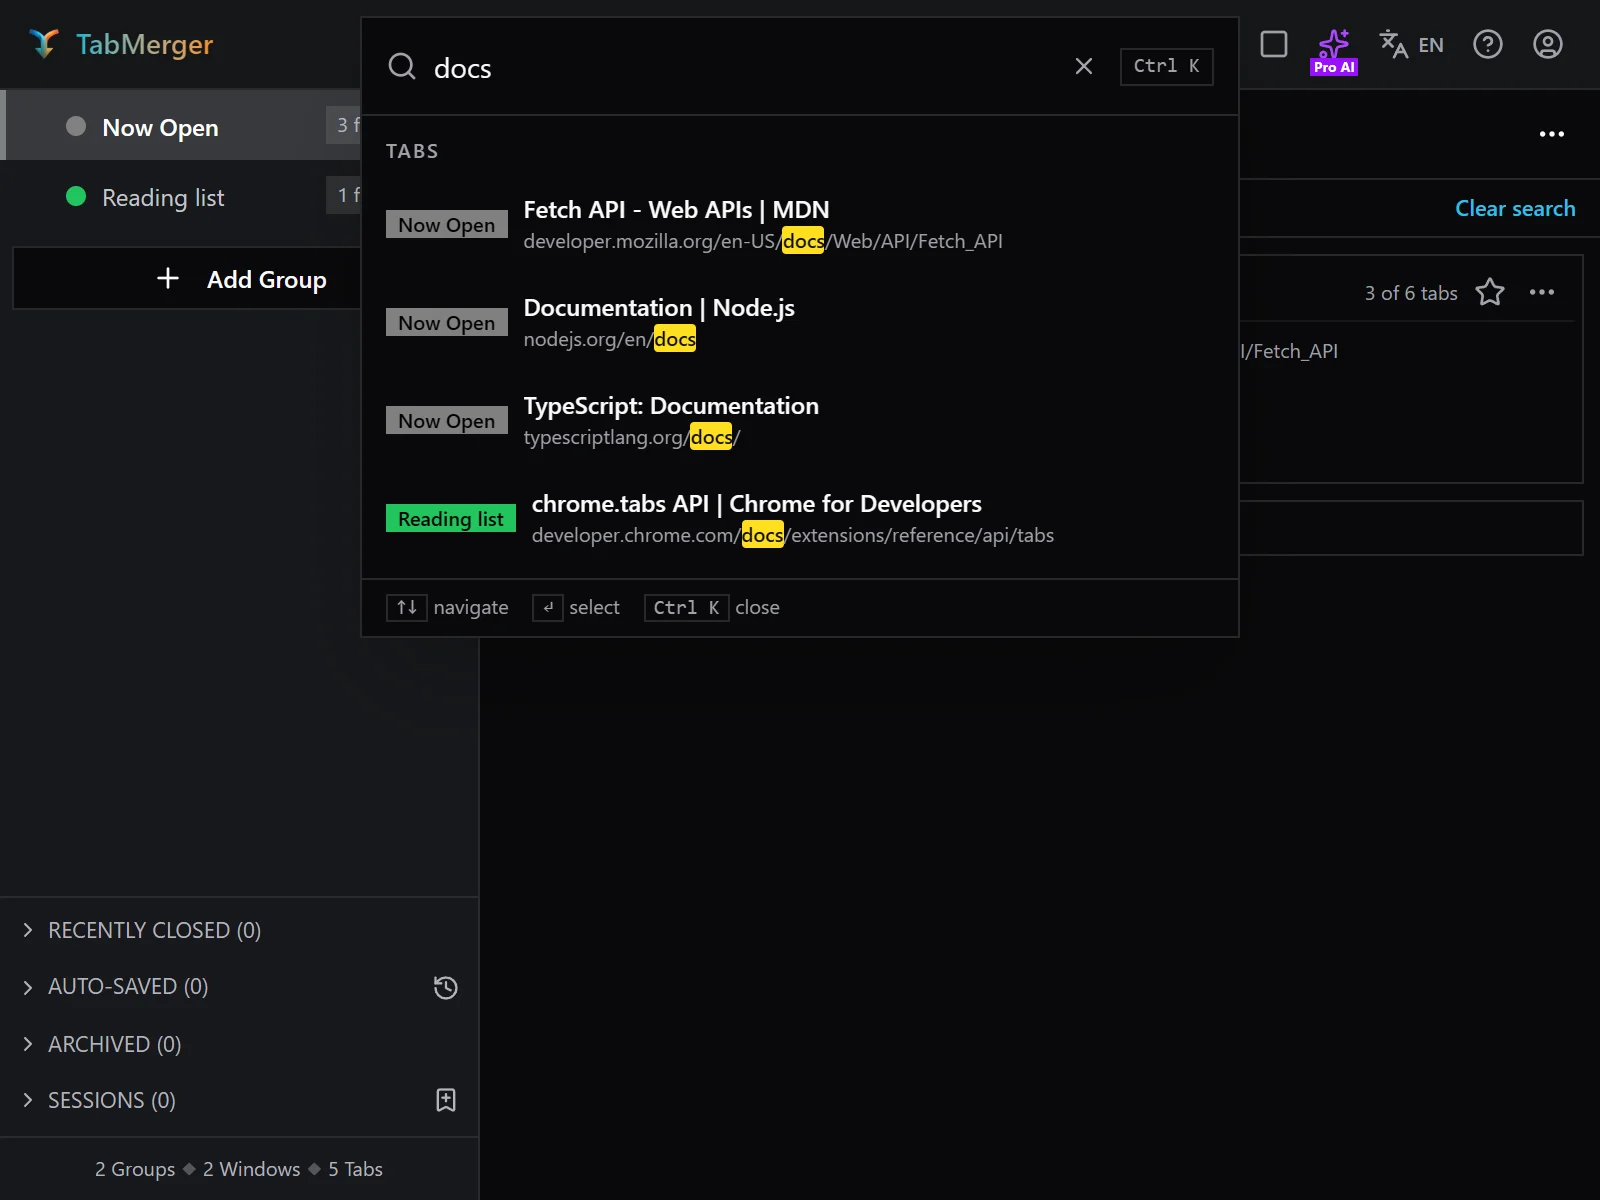 TabMerger
docs
Ctrl K
Pro AI
EN
Now Open
3 f
Reading list
1 f
Add Group
TABS
Now Open
Fetch API - Web APIs | MDN
developer.mozilla.org/en-US/docs/Web/API/Fetch_API
Now Open
Documentation | Node.js
nodejs.org/en/docs
Now Open
TypeScript: Documentation
typescriptlang.org/docs/
Reading list
chrome.tabs API | Chrome for Developers
developer.chrome.com/docs/extensions/reference/api/tabs
↑↓ navigate ↵ select Ctrl K close
Clear search
3 of 6 tabs
I/Fetch_API
RECENTLY CLOSED (0)
AUTO-SAVED (0)
ARCHIVED (0)
SESSIONS (0)
2 Groups ◆ 2 Windows ◆ 5 Tabs